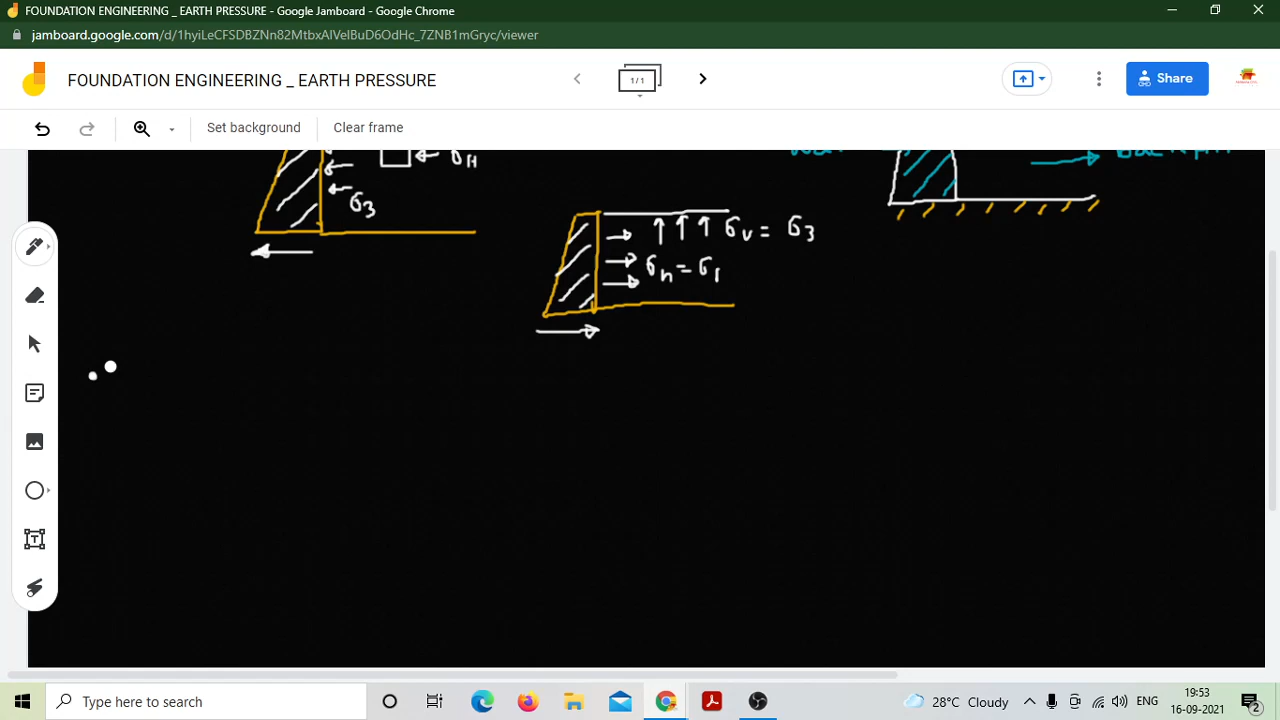 FOUNDATION ENGINEERING _ EARTH PRESSURE - Google Jamboard - Google Chrome
jamboard.google.com/d/1hyiLeCFSDBZNn82MtbxAlVelBuD6OdHc_7ZNB1mGryc/viewer
FOUNDATION ENGINEERING _ EARTH PRESSURE
1 / 1
Share
Set background
Clear frame
σH
σ3
σv = σ3
σh = σ1
Type here to search
28°C Cloudy
ENG
19:53
16-09-2021
2